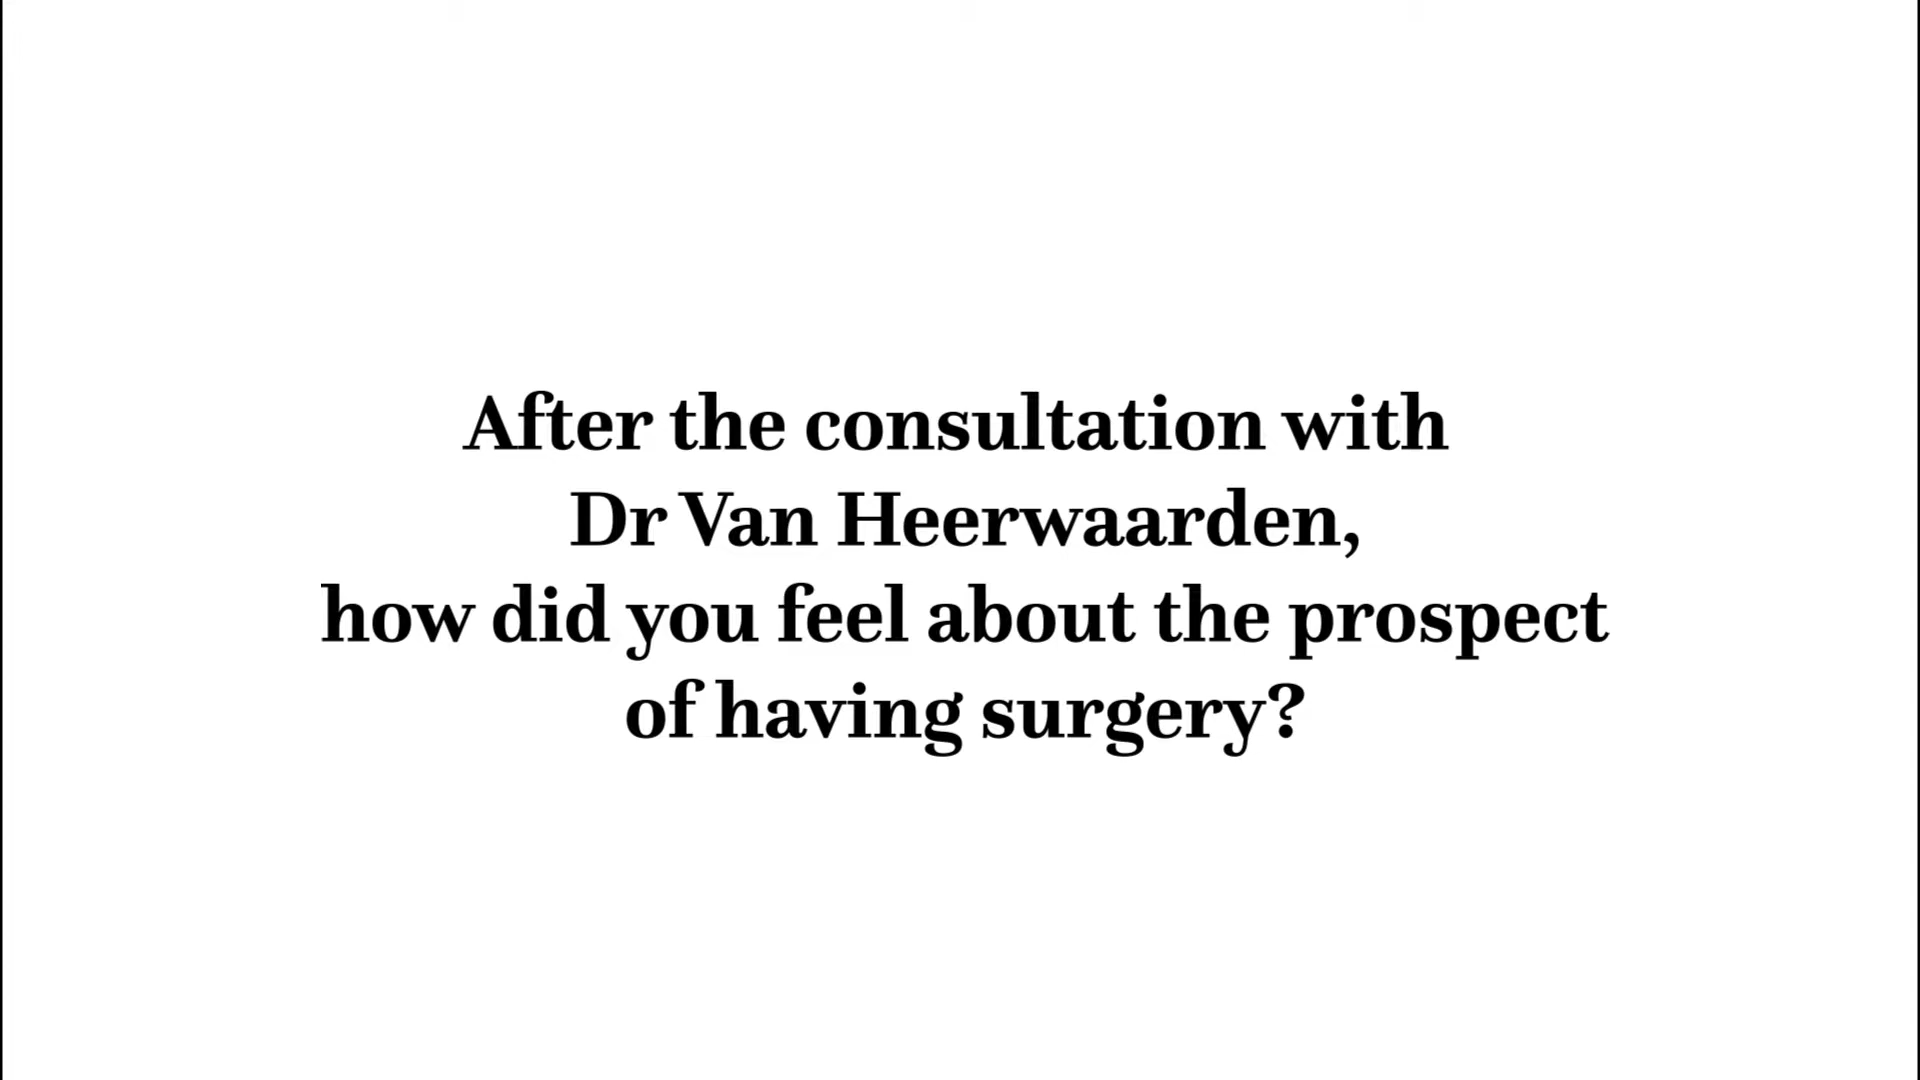 After the consultation with
Dr Van Heerwaarden,
how did you feel about the prospect
of having surgery?